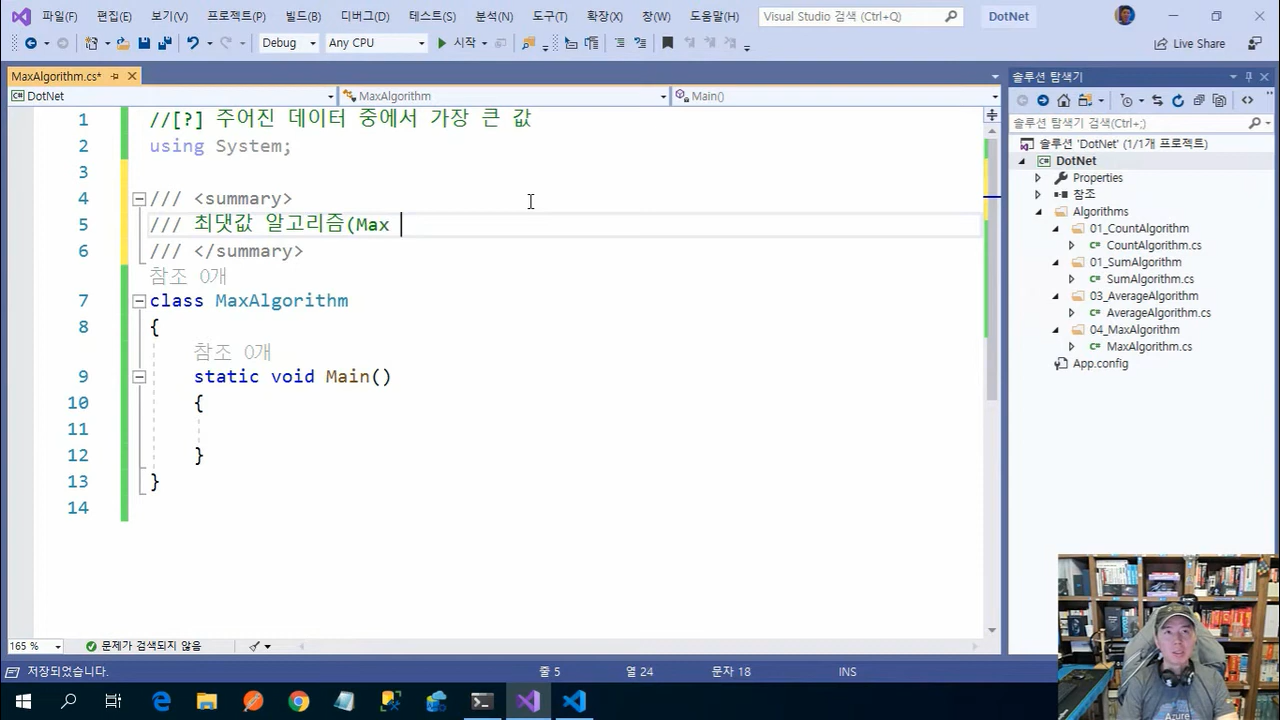 파일(F) 편집(E) 보기(V) 프로젝트(P) 빌드(B) 디버그(D) 테스트(S) 분석(N) 도구(T) 확장(X) 창(W) 도움말(H) Visual Studio 검색 (Ctrl+Q) DotNet
Debug Any CPU 시작 Live Share
MaxAlgorithm.cs*
DotNet MaxAlgorithm Main()
1 //[?] 주어진 데이터 중에서 가장 큰 값
2 using System;
3
4 /// <summary>
5 /// 최댓값 알고리즘(Max
6 /// </summary>
참조 0개
7 class MaxAlgorithm
8 {
참조 0개
9 static void Main()
10 {
11
12 }
13 }
14
165 % 문제가 검색되지 않음
저장되었습니다. 줄 5 열 24 문자 18 INS
솔루션 탐색기
솔루션 탐색기 검색(Ctrl+;)
솔루션 'DotNet' (1/1개 프로젝트)
DotNet
Properties
참조
Algorithms
01_CountAlgorithm
CountAlgorithm.cs
01_SumAlgorithm
SumAlgorithm.cs
03_AverageAlgorithm
AverageAlgorithm.cs
04_MaxAlgorithm
MaxAlgorithm.cs
App.config
Azure